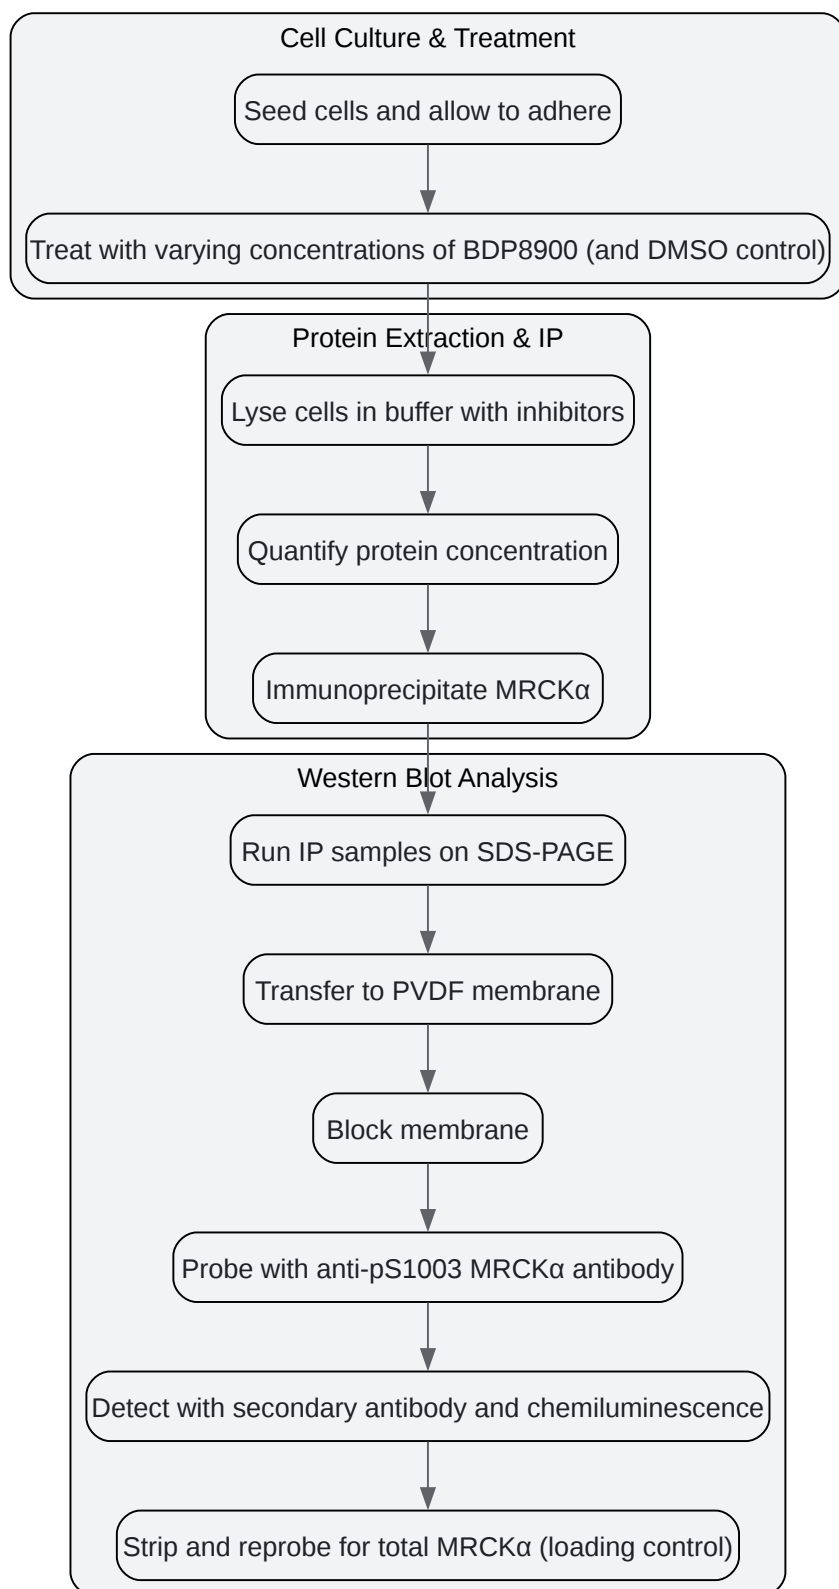 Cell Culture & Treatment
Seed cells and allow to adhere
Treat with varying concentrations of BDP8900 (and DMSO control)
Protein Extraction & IP
Lyse cells in buffer with inhibitors
Quantify protein concentration
Immunoprecipitate MRCKα
Western Blot Analysis
Run IP samples on SDS-PAGE
Transfer to PVDF membrane
Block membrane
Probe with anti-pS1003 MRCKα antibody
Detect with secondary antibody and chemiluminescence
Strip and reprobe for total MRCKα (loading control)